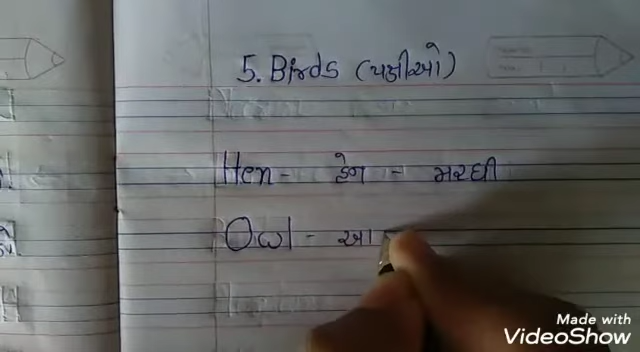 5. Birds (પક્ષીઓ)
Hen - હેન - મરઘી
Owl - આ
Made with
VideoShow